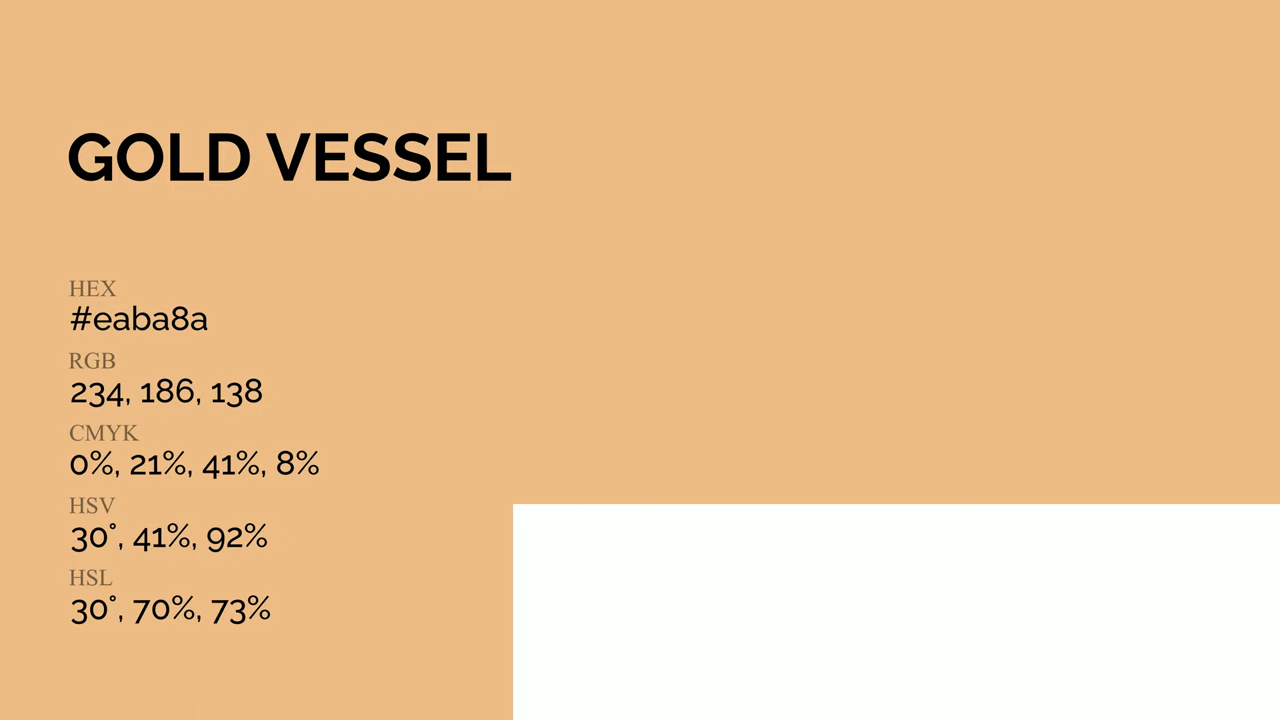 GOLD VESSEL
HEX
#eaba8a
RGB
234, 186, 138
CMYK
0%, 21%, 41%, 8%
HSV
30°, 41%, 92%
HSL
30°, 70%, 73%